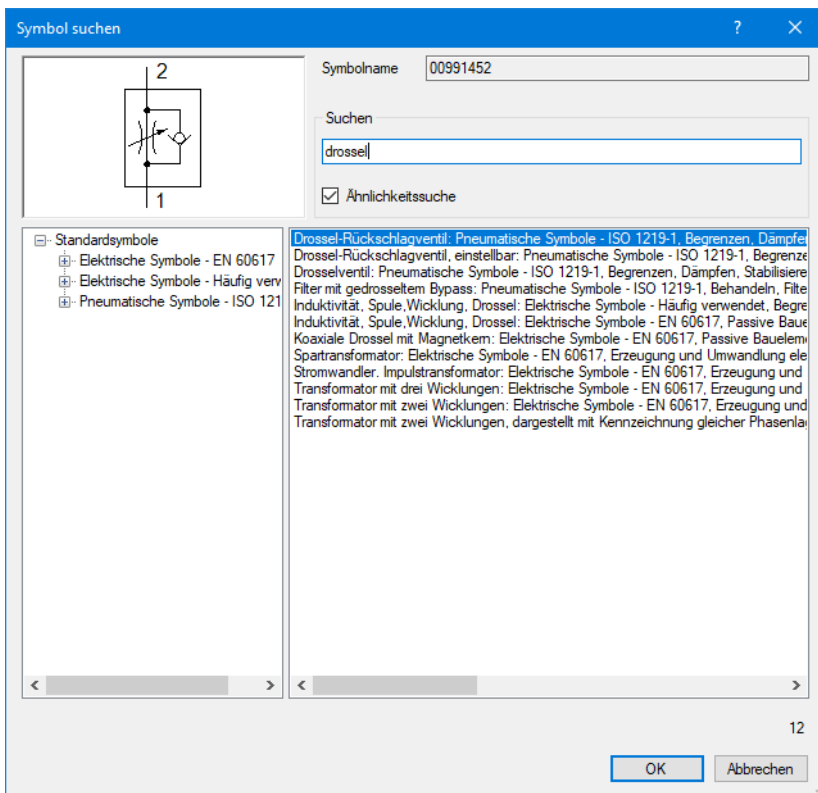 Symbol suchen
?
2
1
Symbolname 00991452
Suchen
drossel
Ähnlichkeitssuche
Standardsymbole
Elektrische Symbole - EN 60617
Elektrische Symbole - Häufig verw
Pneumatische Symbole - ISO 121
Drossel-Rückschlagventil: Pneumatische Symbole - ISO 1219-1, Begrenzen, Dämpfe
Drossel-Rückschlagventil, einstellbar: Pneumatische Symbole - ISO 1219-1, Begrenze
Drosselventil: Pneumatische Symbole - ISO 1219-1, Begrenzen, Dämpfen, Stabilisiere
Filter mit gedrosseltem Bypass: Pneumatische Symbole - ISO 1219-1, Behandeln, Filte
Induktivität, Spule,Wicklung, Drossel: Elektrische Symbole - Häufig verwendet, Begre
Induktivität, Spule,Wicklung, Drossel: Elektrische Symbole - EN 60617, Passive Baue
Koaxiale Drossel mit Magnetkern: Elektrische Symbole - EN 60617, Passive Bauelem
Spartransformator: Elektrische Symbole - EN 60617, Erzeugung und Umwandlung ele
Stromwandler. Impulstransformator: Elektrische Symbole - EN 60617, Erzeugung und
Transformator mit drei Wicklungen: Elektrische Symbole - EN 60617, Erzeugung und
Transformator mit zwei Wicklungen: Elektrische Symbole - EN 60617, Erzeugung und
Transformator mit zwei Wicklungen, dargestellt mit Kennzeichnung gleicher Phasenla
12
OK Abbrechen